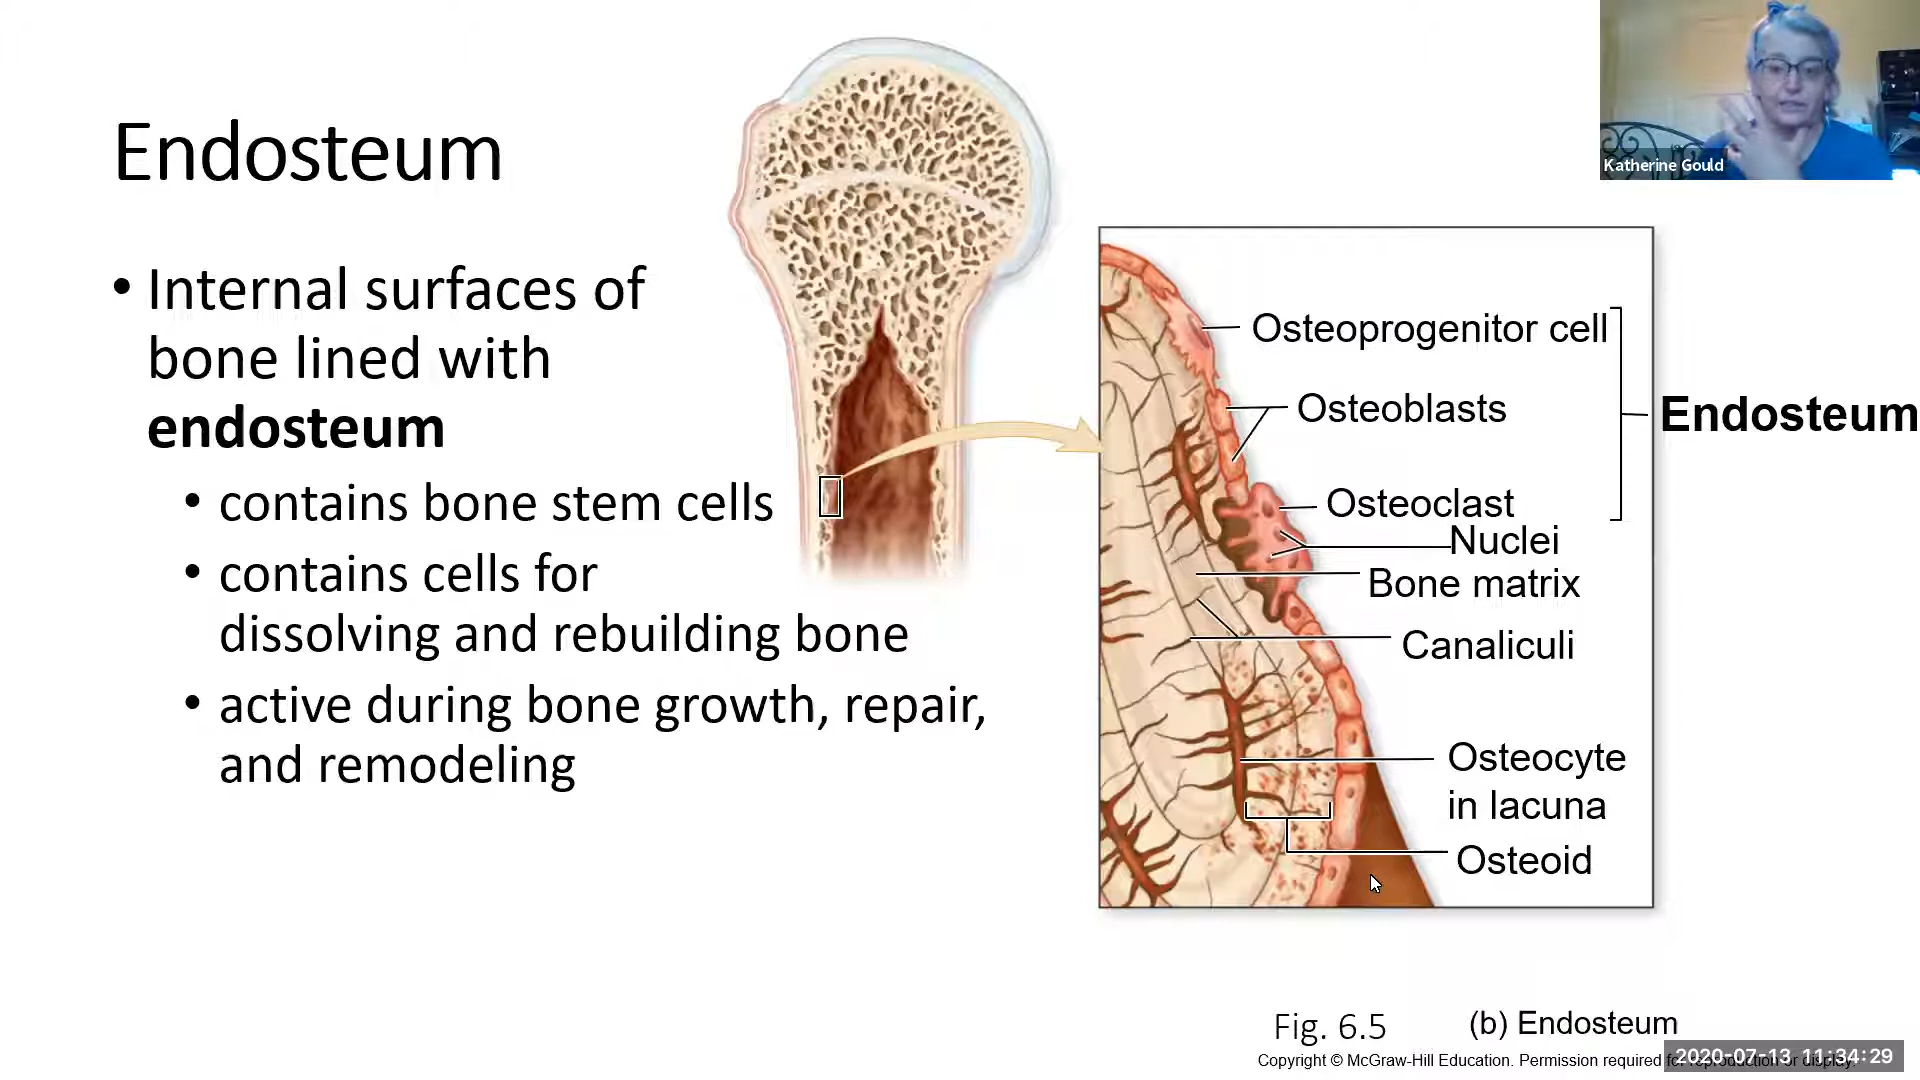 Endosteum
• Internal surfaces of
bone lined with
endosteum
• contains bone stem cells
• contains cells for
dissolving and rebuilding bone
• active during bone growth, repair,
and remodeling
Katherine Gould
Osteoprogenitor cell
Osteoblasts
Endosteum
Osteoclast
Nuclei
Bone matrix
Canaliculi
Osteocyte
in lacuna
Osteoid
Fig. 6.5
(b) Endosteum
Copyright © McGraw-Hill Education. Permission required for reproduction or display.
2020-07-13 11:34:29